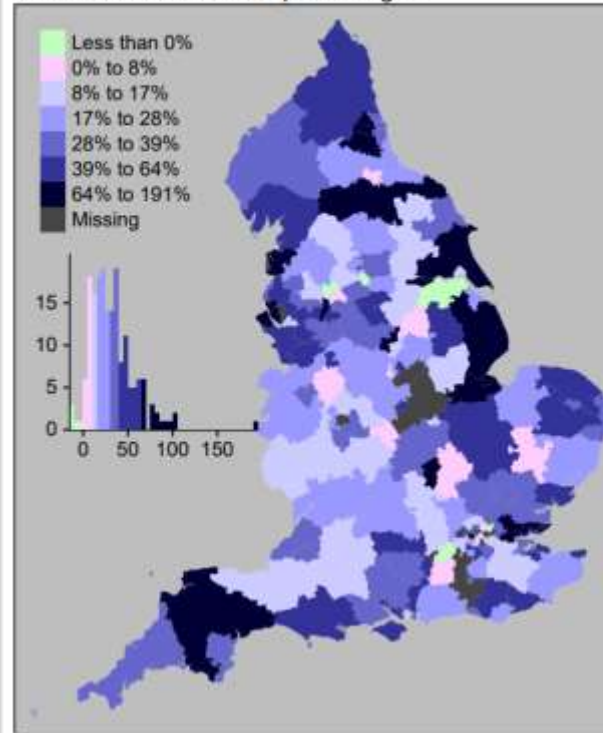 Less than 0%
0% to 8%
8% to 17%
17% to 28%
28% to 39%
39% to 64%
64% to 191%
Missing
15
10
5
0
0 50 100 150